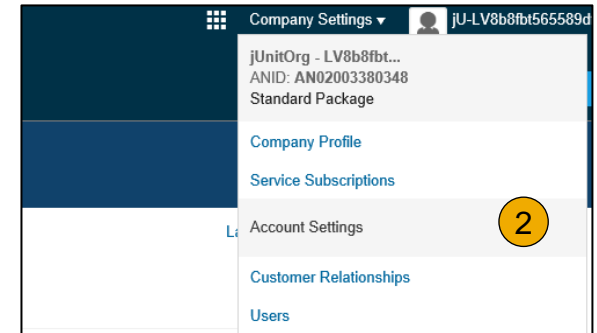 Company Settings ▾ jU-LV8b8fbt565589d
jUnitOrg - LV8b8fbt...
ANID: AN02003380348
Standard Package
Company Profile
Service Subscriptions
La
Account Settings 2
Customer Relationships
Users